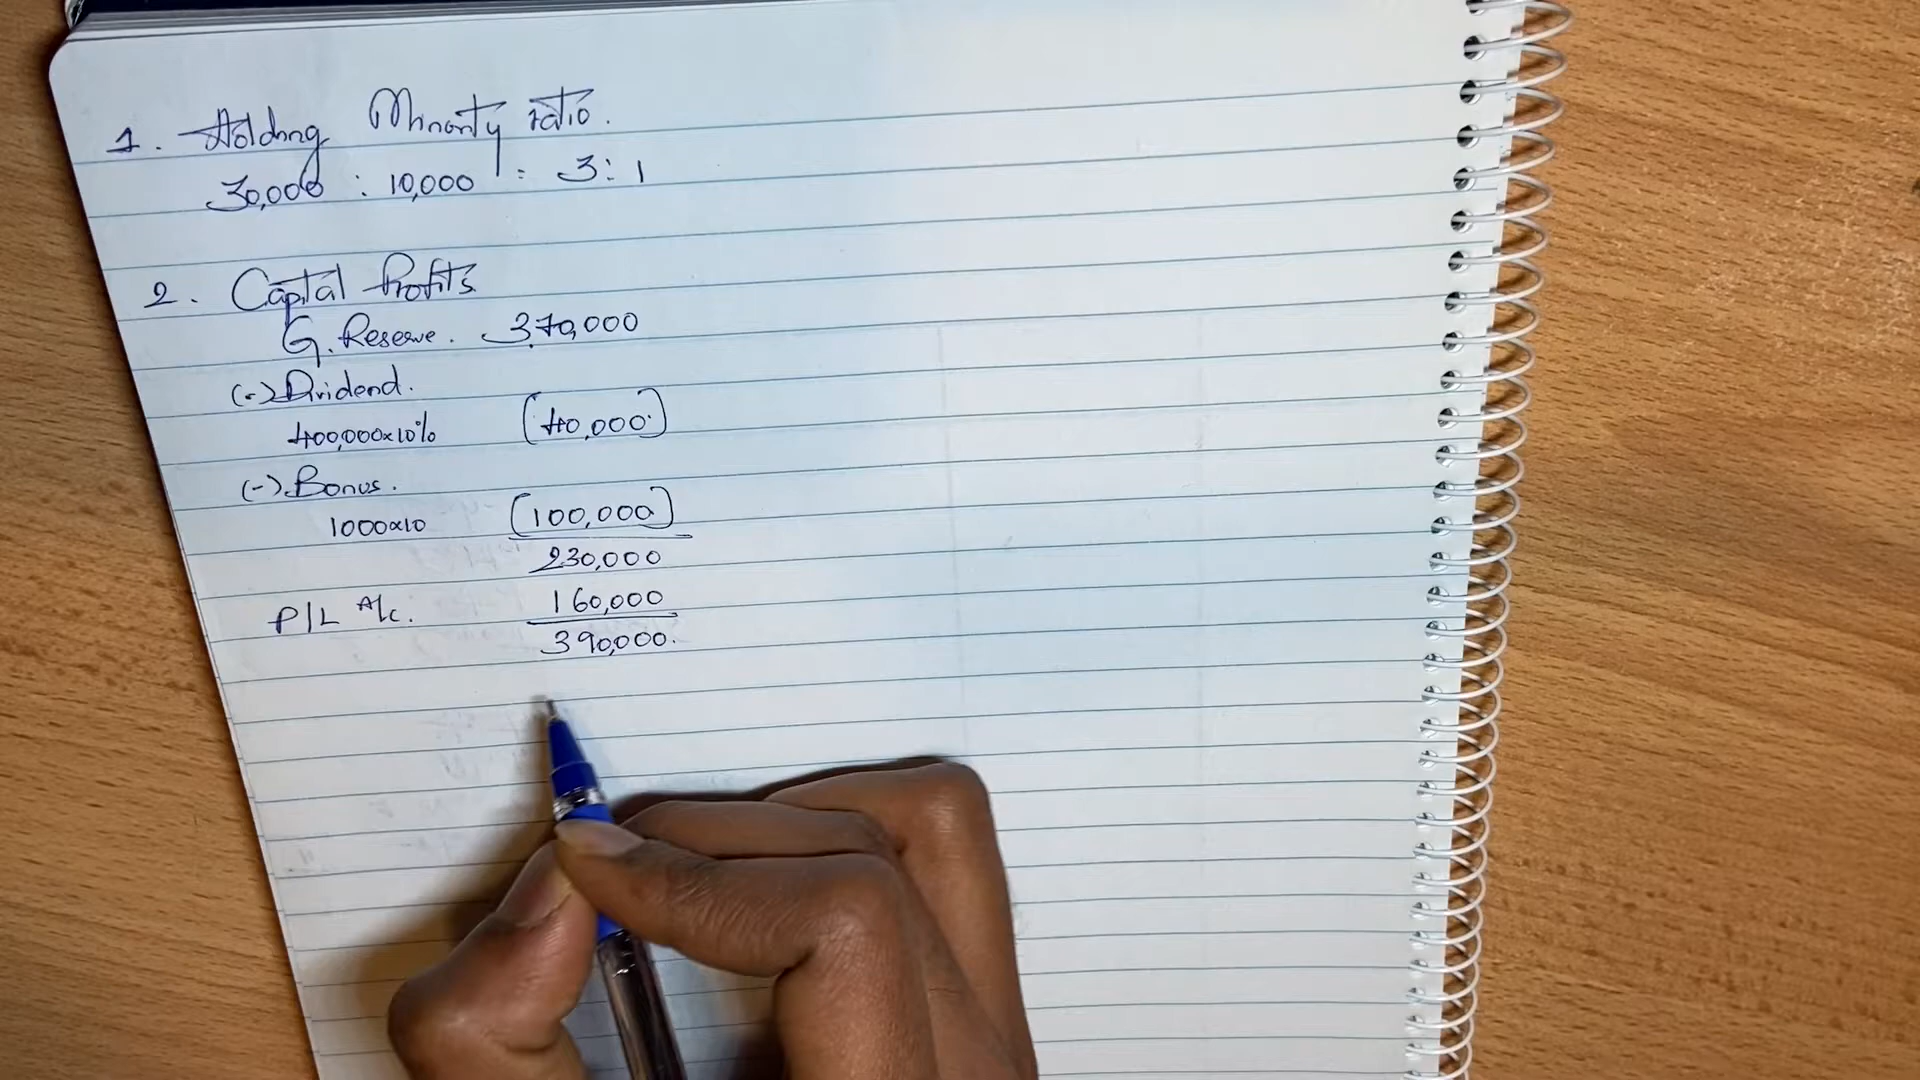 1. Holding Minority ratio.
30,000 : 10,000 = 3:1
2. Capital Profits
G. Reserve. 370,000
(-) Dividend.
400,000x10% [40,000]
(-) Bonus.
1000x10 [100,000]
230,000
P/L A/c. 160,000
390,000.